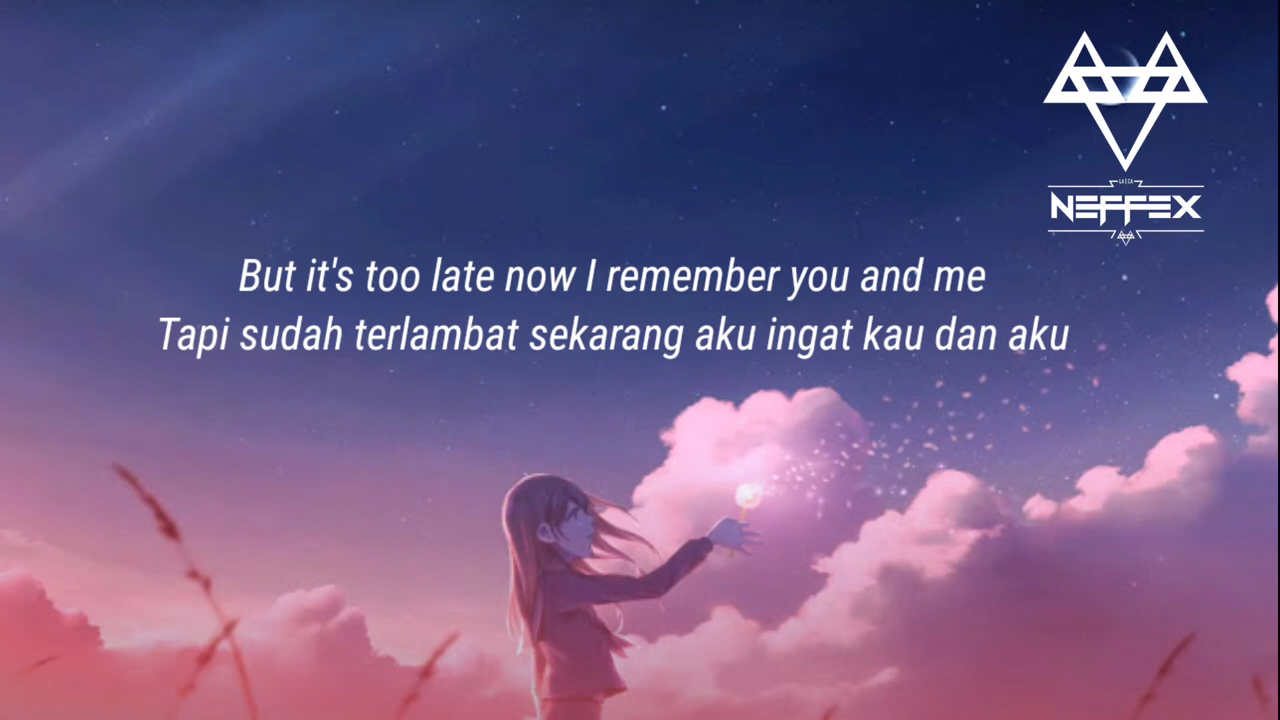 NEFFEX
But it's too late now I remember you and me
Tapi sudah terlambat sekarang aku ingat kau dan aku